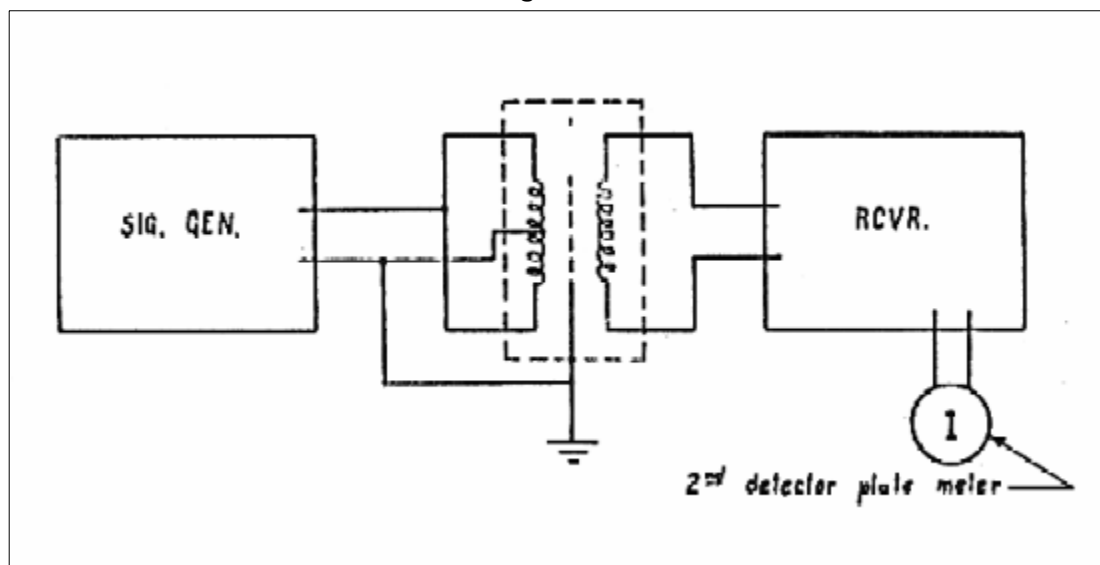 SIG. GEN.
RCVR.
I
2nd detector plate meter